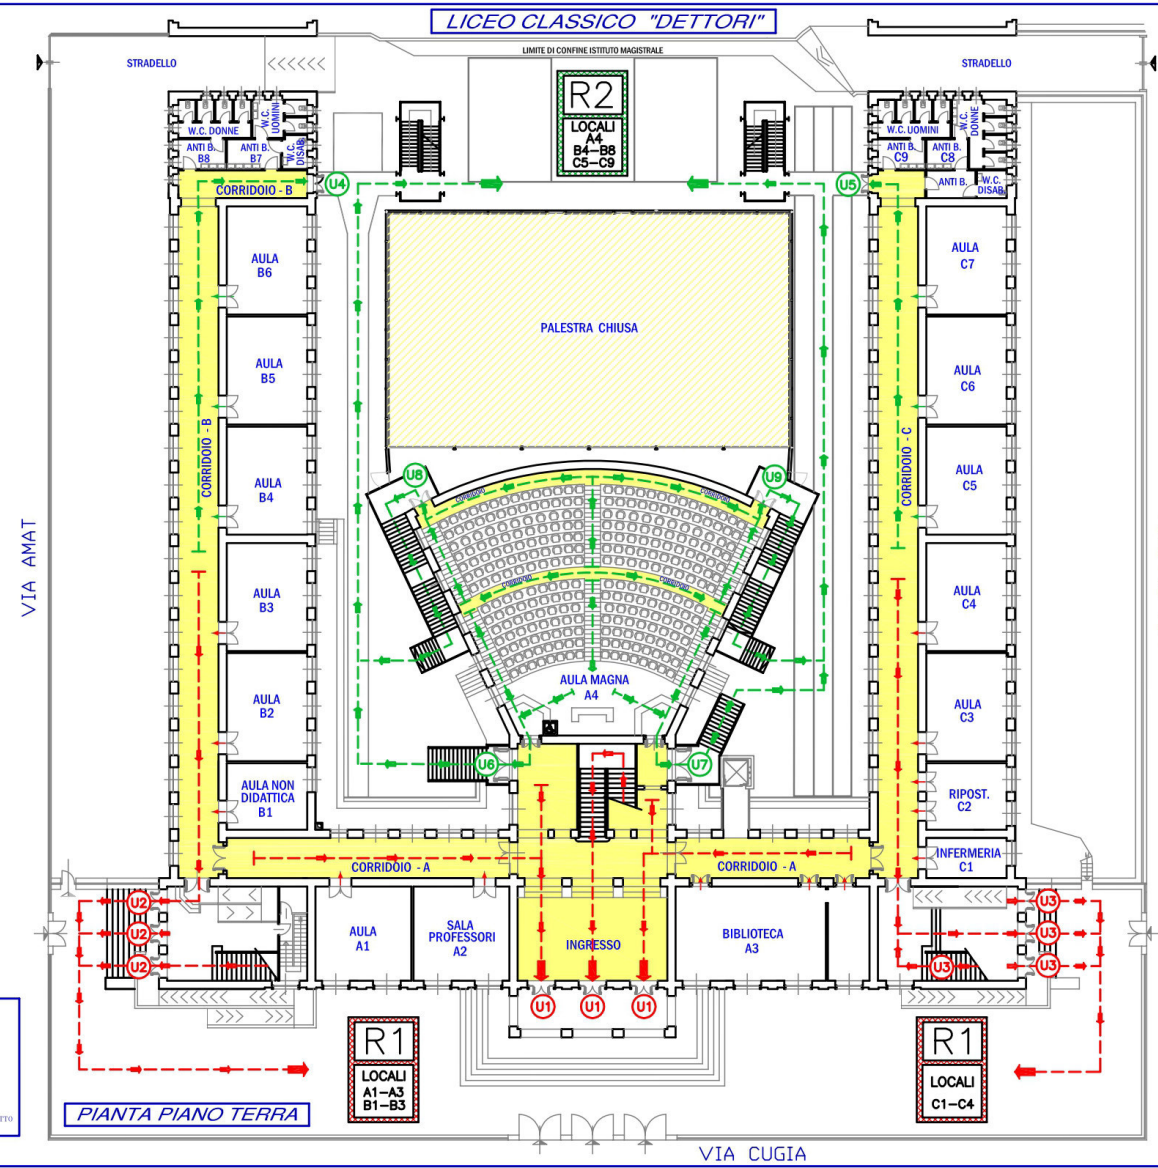 LICEO CLASSICO "DETTORI"
LIMITE DI CONFINE ISTITUTO MAGISTRALE
STRADELLO
STRADELLO
R2
LOCALI
A4
B4-B8
C5-C9
W.C. DONNE
W.C.
UOMINI
ANTI B.
B8
ANTI B.
B7
W.C.
DISAB.
CORRIDOIO - B
U4
W.C. UOMINI
W.C.
DONNE
ANTI B.
C9
ANTI B.
C8
ANTI B.
W.C.
DISAB.
U5
AULA
B6
AULA
C7
PALESTRA CHIUSA
AULA
B5
AULA
C6
CORRIDOIO - B
CORRIDOIO - C
AULA
B4
AULA
C5
U8
U9
CORRIDOIO
CORRIDOIO
CORRIDOIO
CORRIDOIO
VIA AMAT
AULA
B3
AULA
C4
AULA MAGNA
A4
AULA
B2
AULA
C3
U6
U7
AULA NON
DIDATTICA
B1
RIPOST.
C2
CORRIDOIO - A
CORRIDOIO - A
INFERMERIA
C1
U2
U2
U2
AULA
A1
SALA
PROFESSORI
A2
INGRESSO
BIBLIOTECA
A3
U3
U3
U3
U3
U1
U1
U1
R1
LOCALI
A1-A3
B1-B3
R1
LOCALI
C1-C4
PIANTA PIANO TERRA
VIA CUGIA